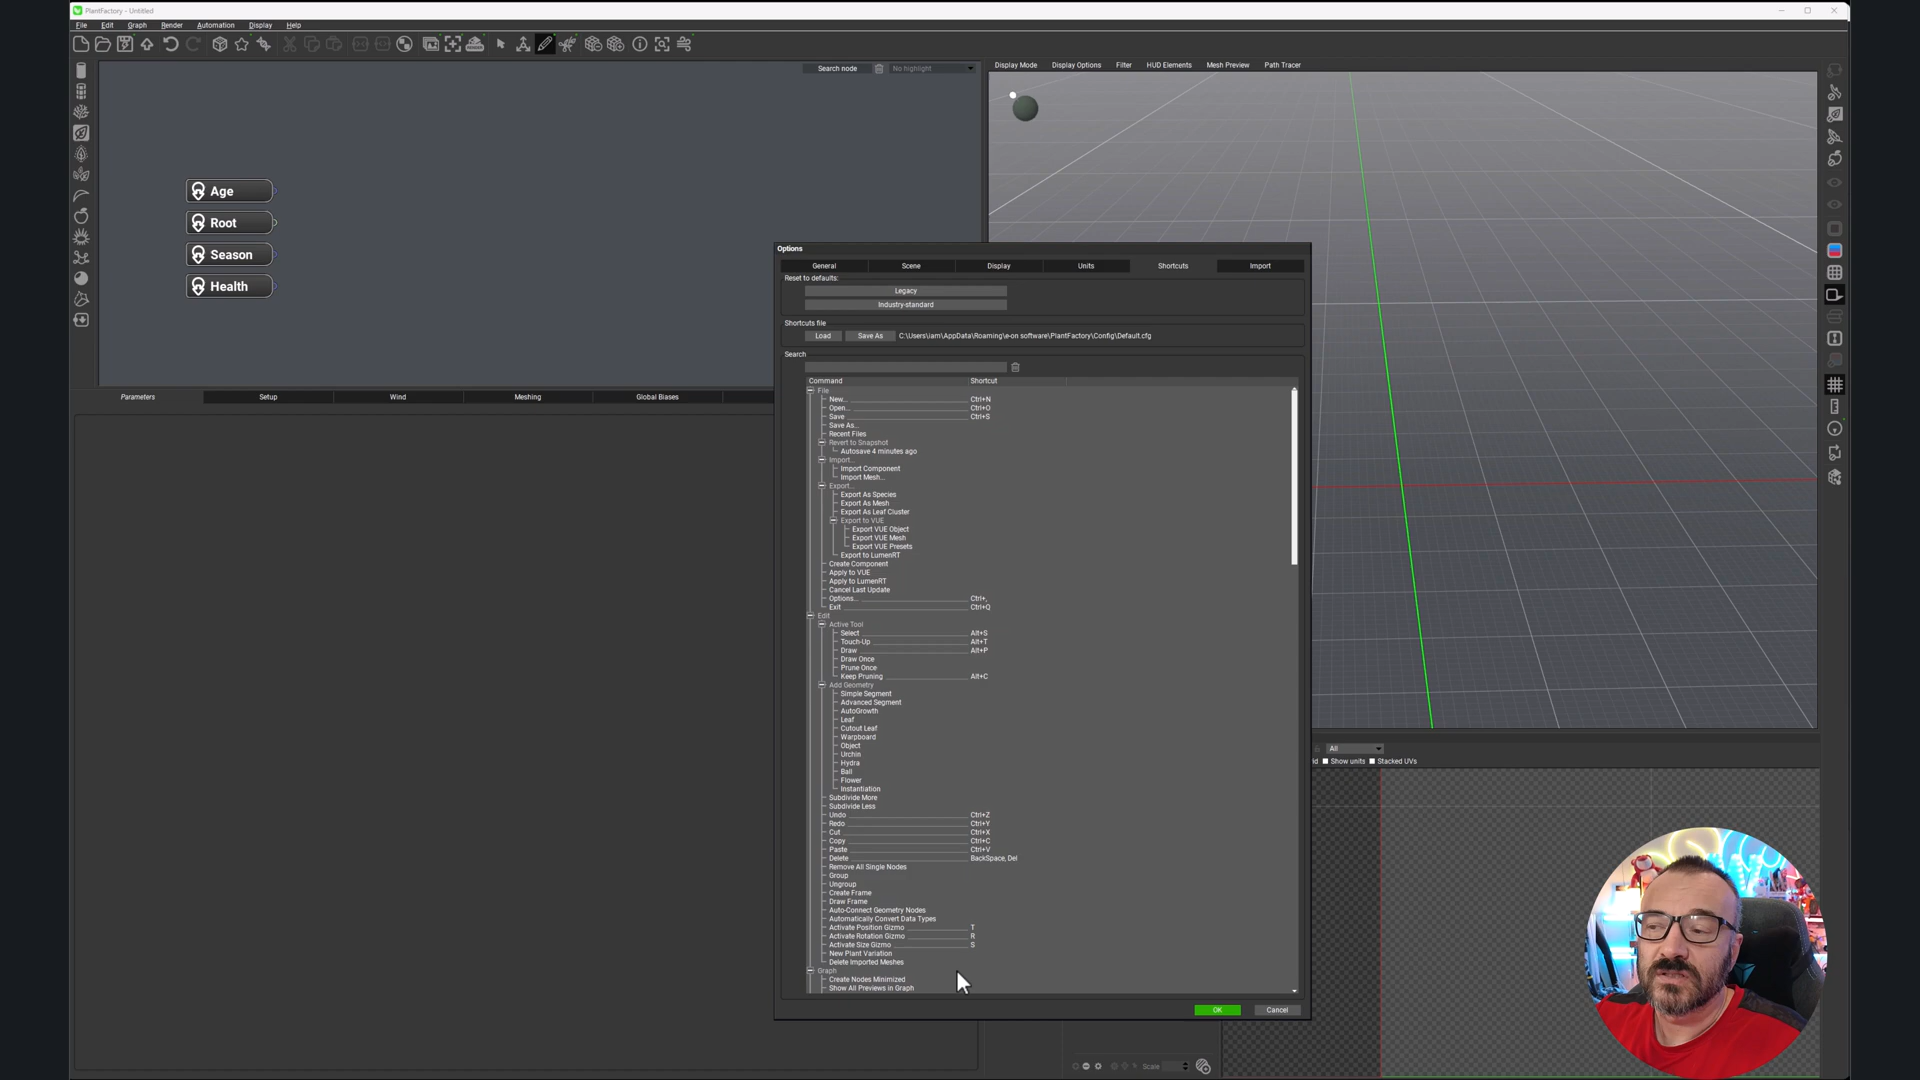 PlantFactory - Untitled
File Edit Graph Render Automation Display Help
Search node No highlight
Display Mode Display Options Filter HUD Elements Mesh Preview Path Tracer
Age
Root
Season
Health
Parameters Setup Wind Meshing Global Biases
Options
General Scene Display Units Shortcuts Import
Reset to defaults:
Legacy
Industry-standard
Shortcuts file
Load Save As C:\Users\iam\AppData\Roaming\e-on software\PlantFactory\Config\Default.cfg
Search
Command Shortcut
File
New... Ctrl+N
Open... Ctrl+O
Save Ctrl+S
Save As...
Recent Files
Revert to Snapshot
Autosave 4 minutes ago
Import...
Import Component
Import Mesh...
Export...
Export As Species
Export As Mesh
Export As Leaf Cluster
Export to VUE
Export VUE Object
Export VUE Mesh
Export VUE Presets
Export to LumenRT
Create Component
Apply to VUE
Apply to LumenRT
Cancel Last Update
Options... Ctrl+,
Exit Ctrl+Q
Edit
Active Tool
Select Alt+S
Touch-Up Alt+T
Draw Alt+P
Draw Once
Prune Once
Keep Pruning Alt+C
Add Geometry
Simple Segment
Advanced Segment
AutoGrowth
Leaf
Cutout Leaf
Warpboard
Object
Urchin
Hydra
Ball
Flower
Instantiation
Subdivide More
Subdivide Less
Undo Ctrl+Z
Redo Ctrl+Y
Cut Ctrl+X
Copy Ctrl+C
Paste Ctrl+V
Delete BackSpace, Del
Remove All Single Nodes
Group
Ungroup
Create Frame
Draw Frame
Auto-Connect Geometry Nodes
Automatically Convert Data Types
Activate Position Gizmo T
Activate Rotation Gizmo R
Activate Size Gizmo S
New Plant Variation
Delete Imported Meshes
Graph
Create Nodes Minimized
Show All Previews in Graph
OK Cancel
All
Show units Stacked UVs
Scale